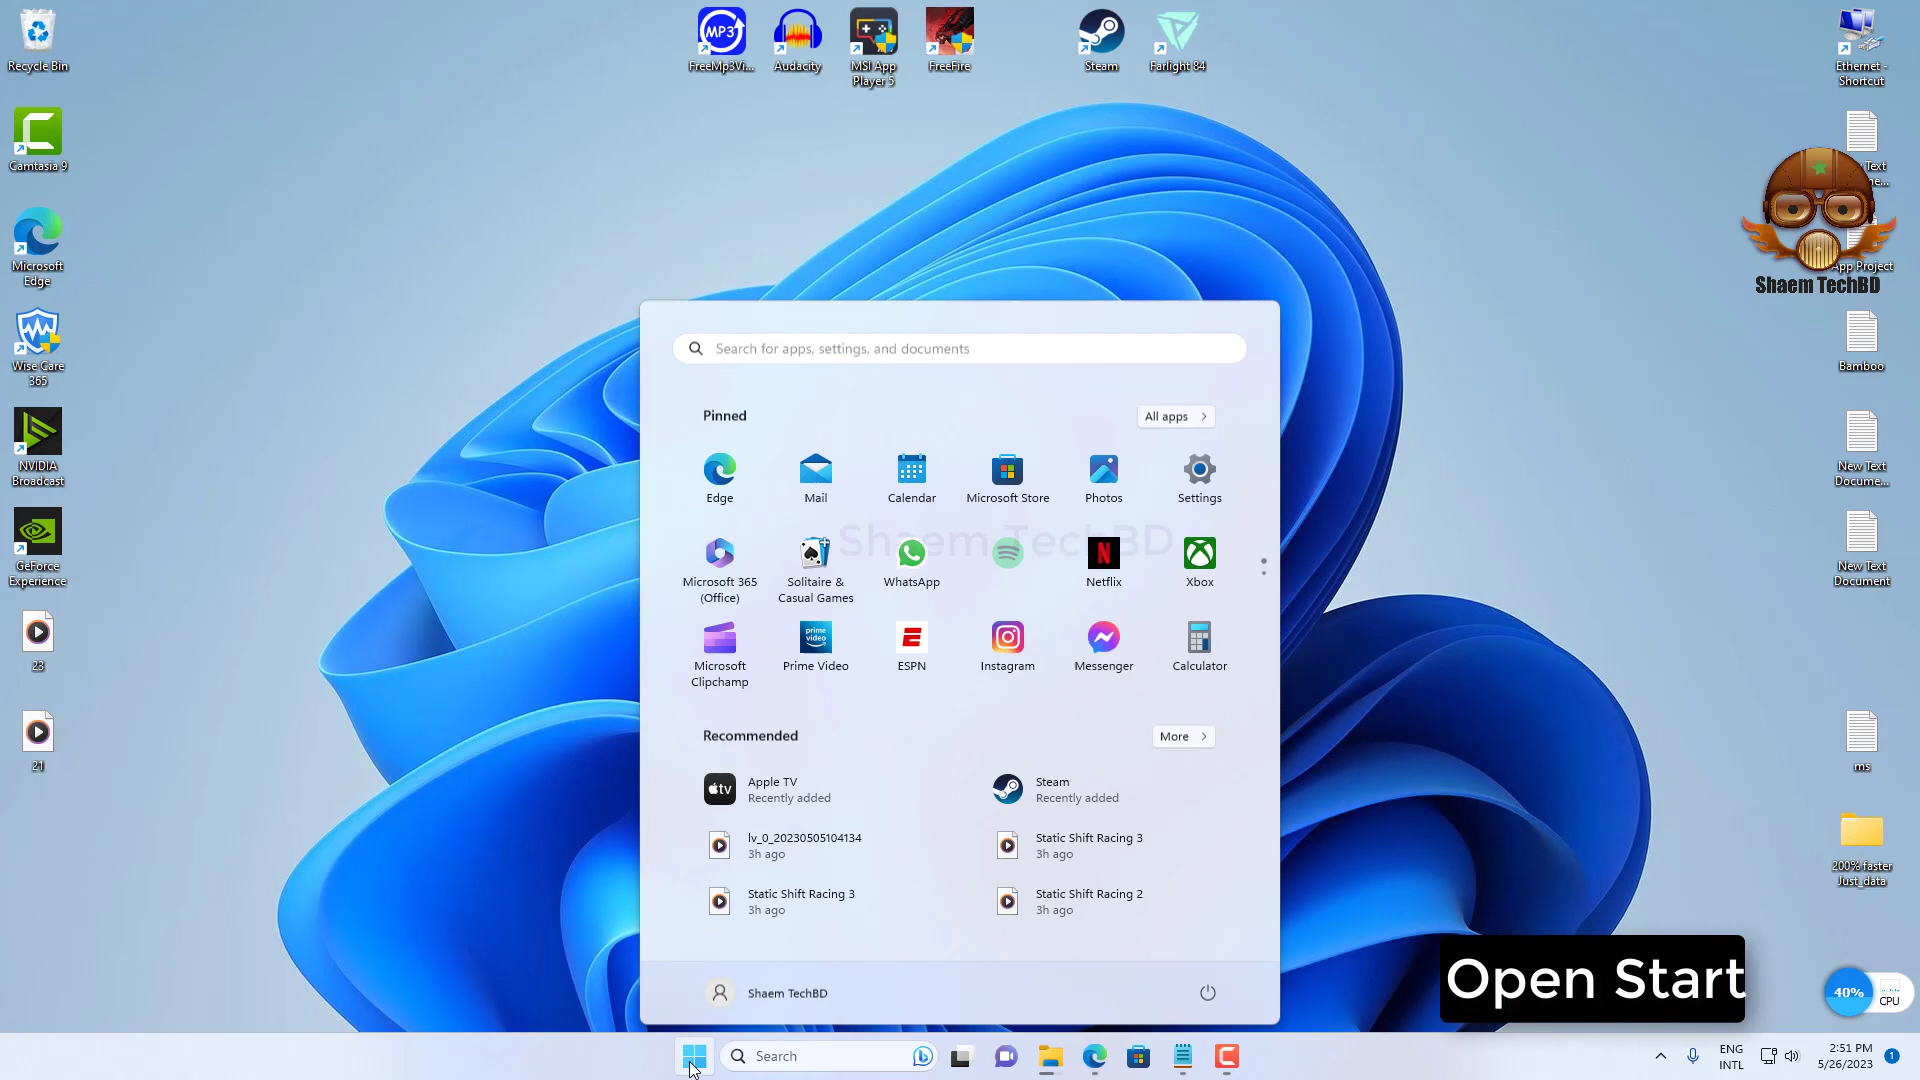 Recycle Bin
Camtasia 9
Microsoft
Edge
Wise Care
365
NVIDIA
Broadcast
GeForce
Experience
23
21
MP3
FreeMp3Vi...
Audacity
MSI App
Player 5
FreeFire
Steam
Farlight 84
Ethernet -
Shortcut
Text
App Project
Shaem TechBD
Bamboo
New Text
Docume...
New Text
Document
ms
200% faster
Just_data
Search for apps, settings, and documents
Pinned
All apps
Edge
Mail
Calendar
Microsoft Store
Photos
Settings
Shaem TechBD
Microsoft 365
(Office)
Solitaire &
Casual Games
WhatsApp
Netflix
Xbox
prime
video
Microsoft
Clipchamp
Prime Video
ESPN
Instagram
Messenger
Calculator
Recommended
More
tv
Apple TV
Recently added
Steam
Recently added
lv_0_20230505104134
3h ago
Static Shift Racing 3
3h ago
Static Shift Racing 3
3h ago
Static Shift Racing 2
3h ago
Shaem TechBD
Open Start
40%
CPU
Search
ENG
INTL
2:51 PM
5/26/2023
1